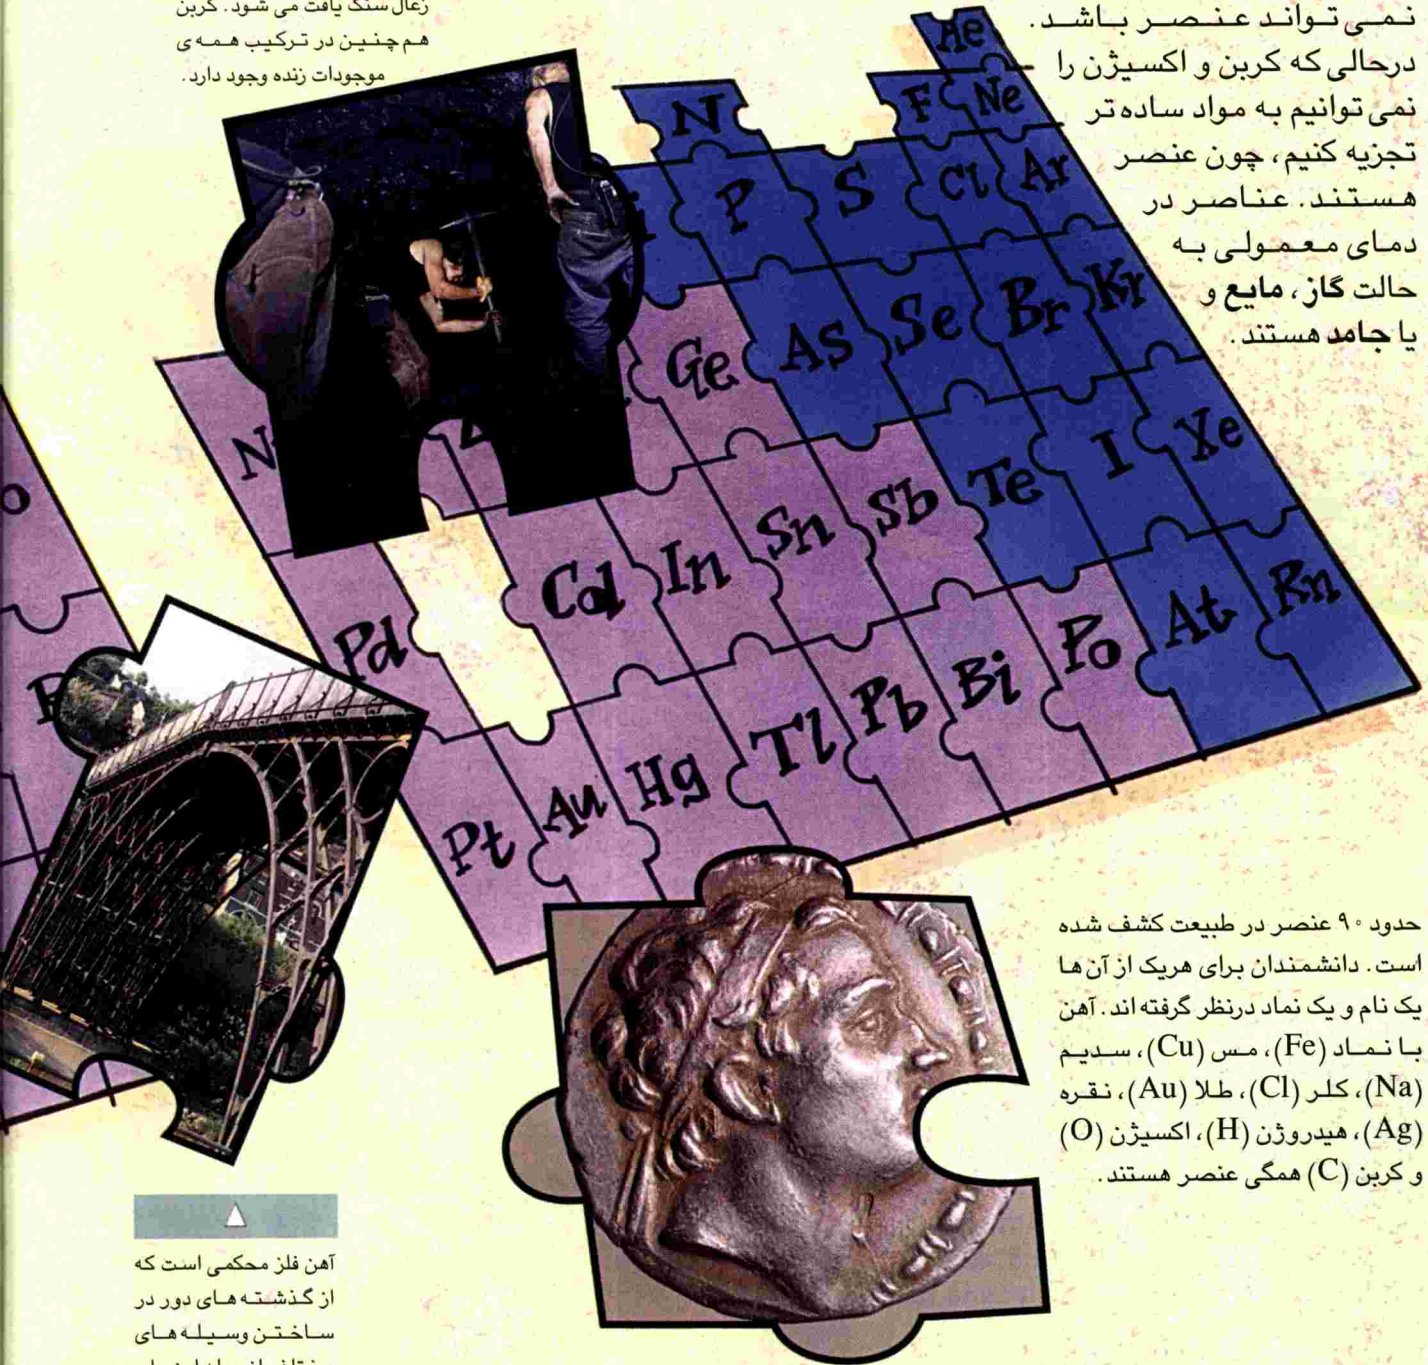 زغال سنگ یافت می شود. کربن
هم چنین در ترکیب همه ی
موجودات زنده وجود دارد.
نمی تواند عنصر باشد.
درحالی که کربن و اکسیژن را
نمی توانیم به مواد ساده تر
تجزیه کنیم، چون عنصر
هستند. عناصر در
دمای معمولی به
حالت گاز، مایع و
یا جامد هستند.
He
N F Ne
P S Cl Ar
Ge As Se Br Kr
Cd In Sn Sb Te I Xe
Pd
Pt Au Hg Tl Pb Bi Po At Rn
حدود ۹۰ عنصر در طبیعت کشف شده
است. دانشمندان برای هریک از آن ها
یک نام و یک نماد درنظر گرفته اند. آهن
با نماد (Fe)، مس (Cu)، سدیم
(Na)، کلر (Cl)، طلا (Au)، نقره
(Ag)، هیدروژن (H)، اکسیژن (O)
و کربن (C) همگی عنصر هستند.
آهن فلز محکمی است که
از گذشته های دور در
ساختن وسیله های